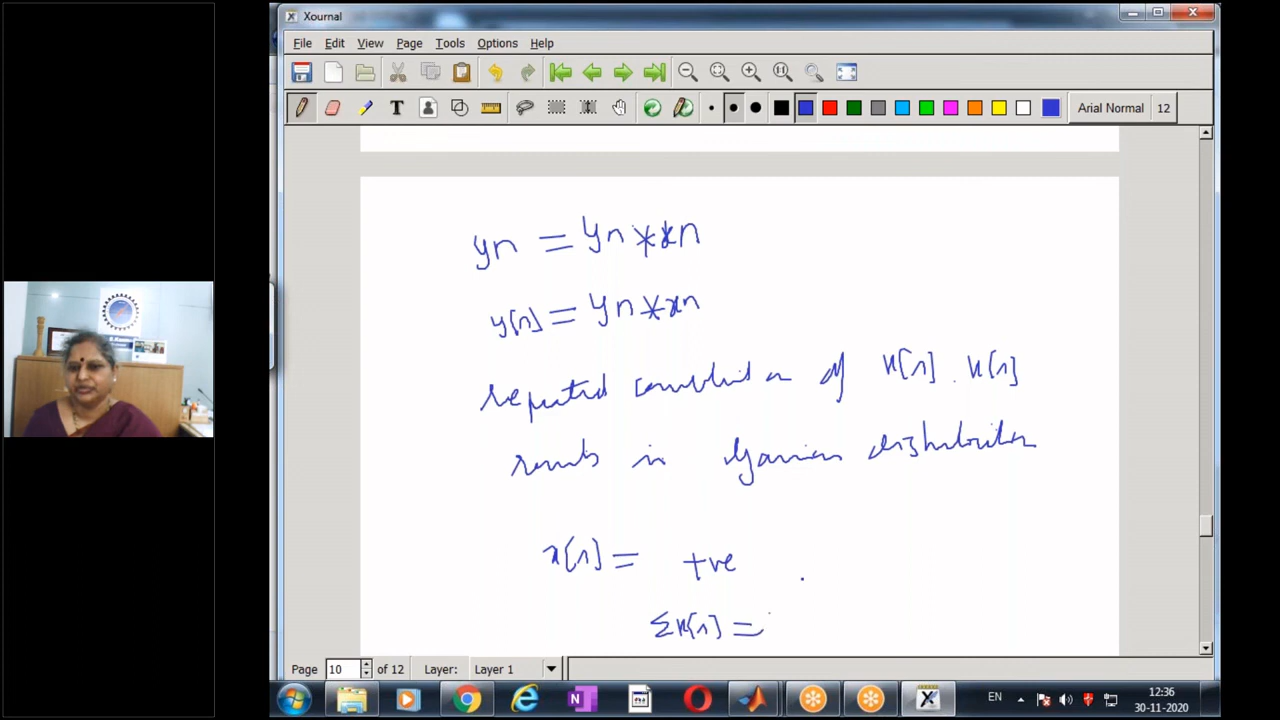 Xournal
File Edit View Page Tools Options Help
Arial Normal 12
yn = yn * xn
y[n] = yn * xn
repeated convolution of x[n] . x[n]
results in Gaussian distribution
x[n] = +ve
Σx[n] =
Page 10 of 12 Layer: Layer 1
EN 12:36
30-11-2020